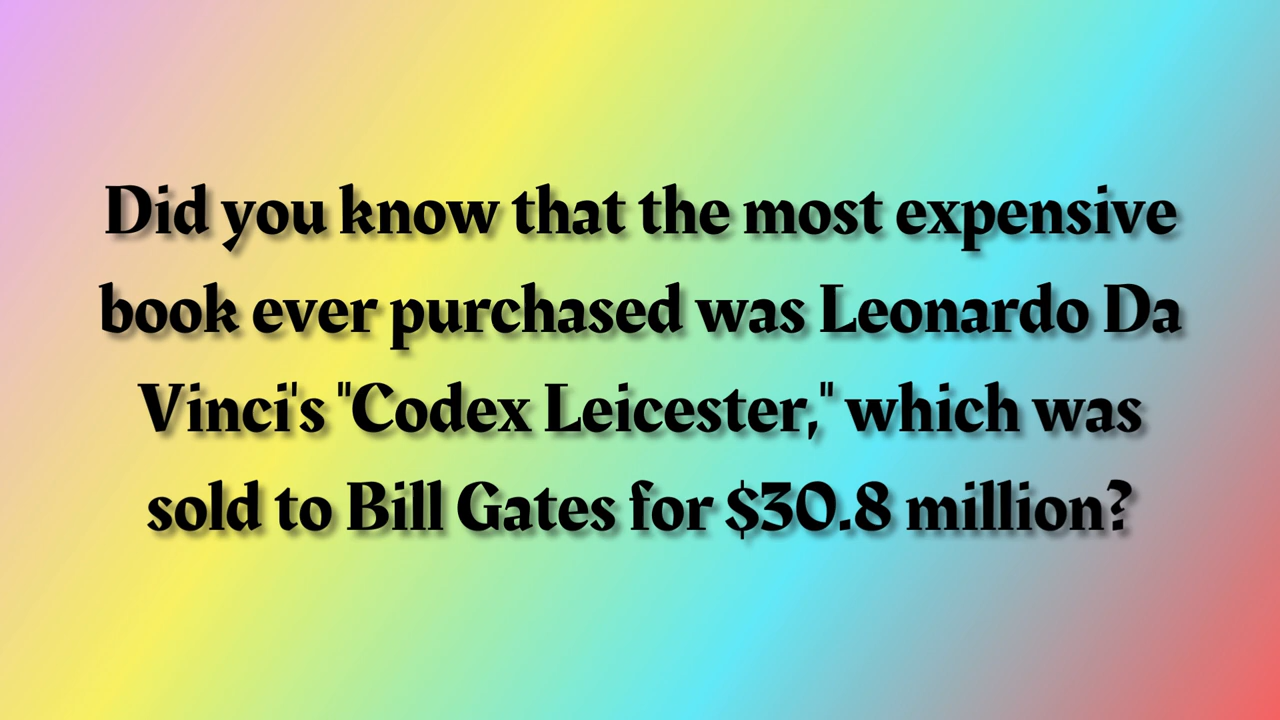 Did you know that the most expensive
book ever purchased was Leonardo Da
Vinci's "Codex Leicester," which was
sold to Bill Gates for $30.8 million?